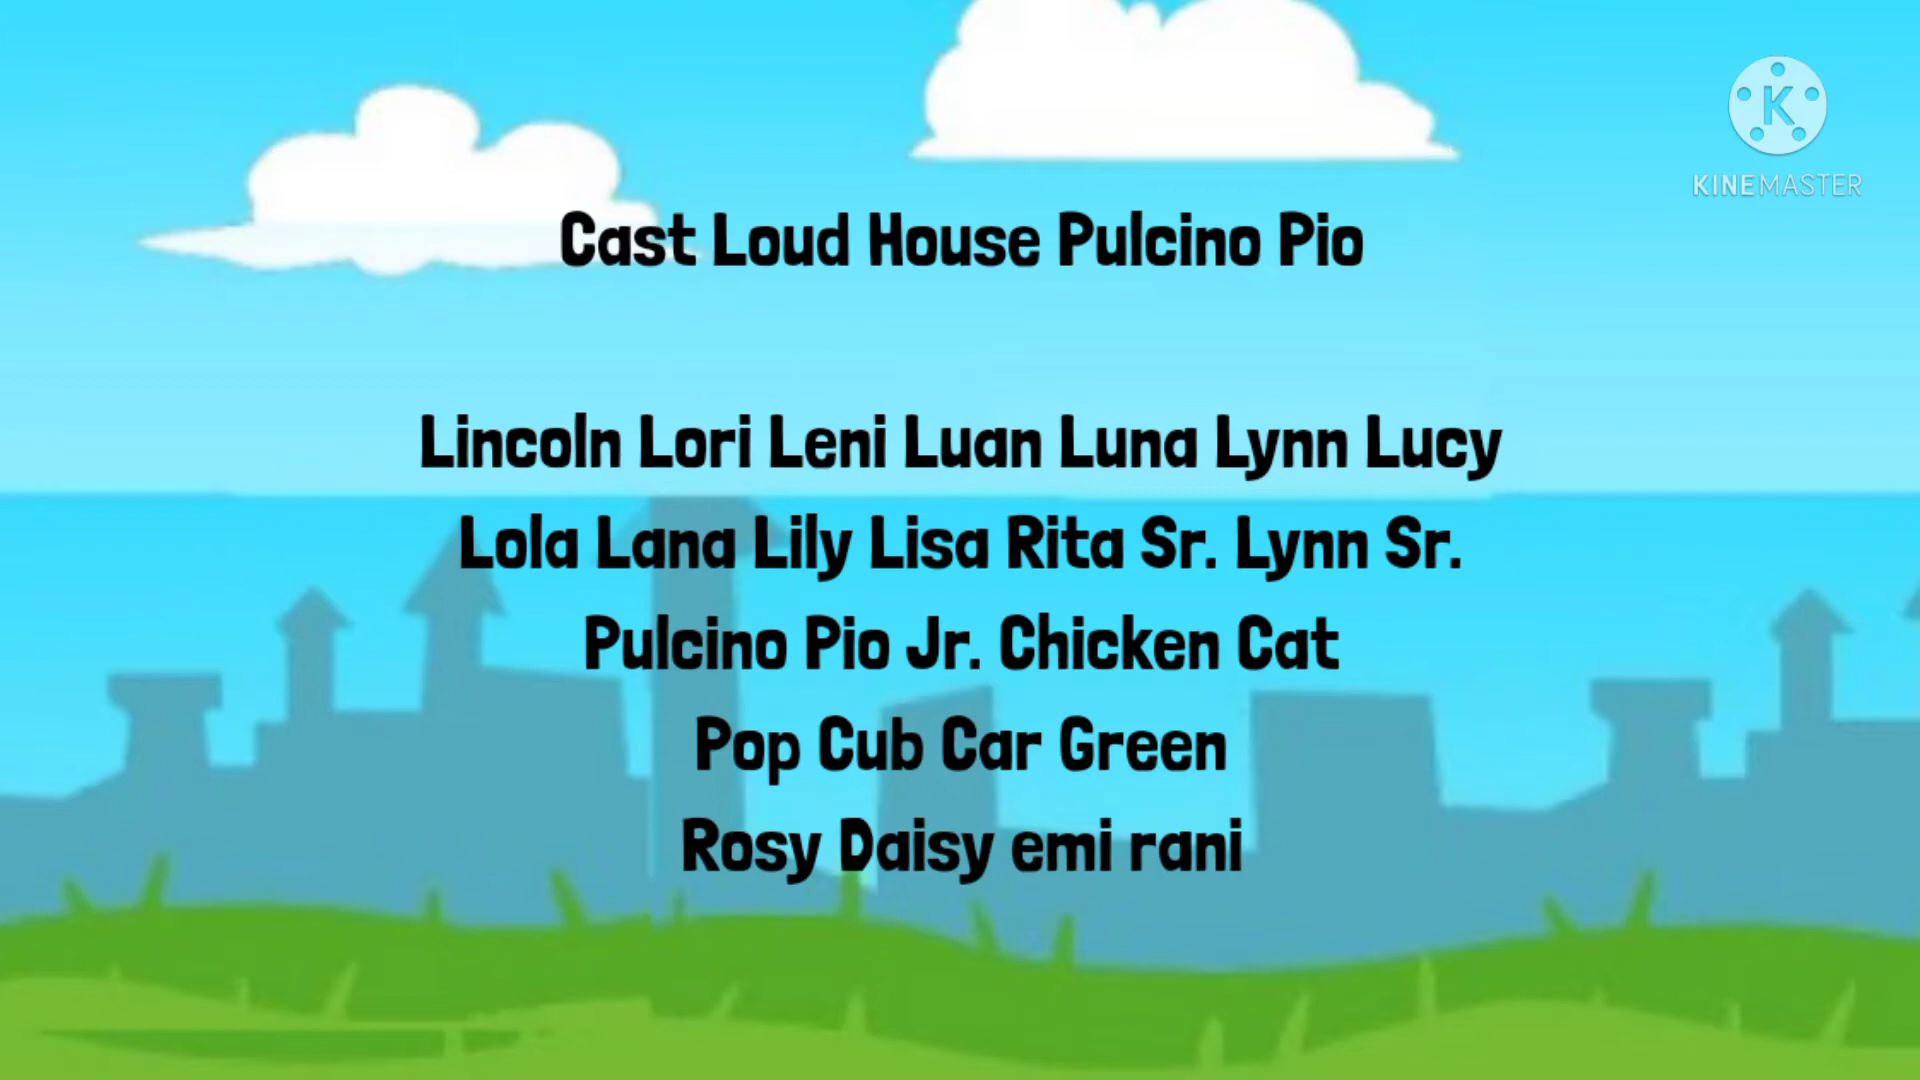 KINEMASTER
Cast Loud House Pulcino Pio
Lincoln Lori Leni Luan Luna Lynn Lucy
Lola Lana Lily Lisa Rita Sr. Lynn Sr.
Pulcino Pio Jr. Chicken Cat
Pop Cub Car Green
Rosy Daisy emi rani